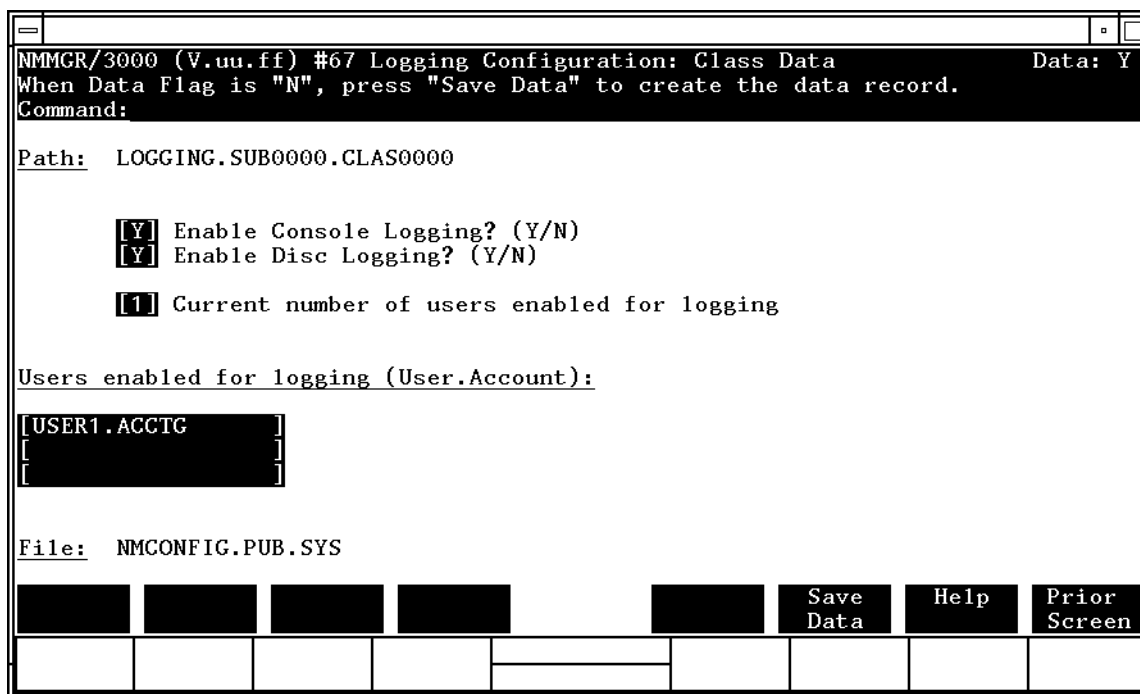 NMMGR/3000 (V.uu.ff) #67 Logging Configuration: Class Data Data: Y
When Data Flag is "N", press "Save Data" to create the data record.
Command:
Path: LOGGING.SUB0000.CLAS0000
[Y] Enable Console Logging? (Y/N)
[Y] Enable Disc Logging? (Y/N)
[1] Current number of users enabled for logging
Users enabled for logging (User.Account):
[USER1.ACCTG ]
[ ]
[ ]
File: NMCONFIG.PUB.SYS
Save Help Prior
Data Screen